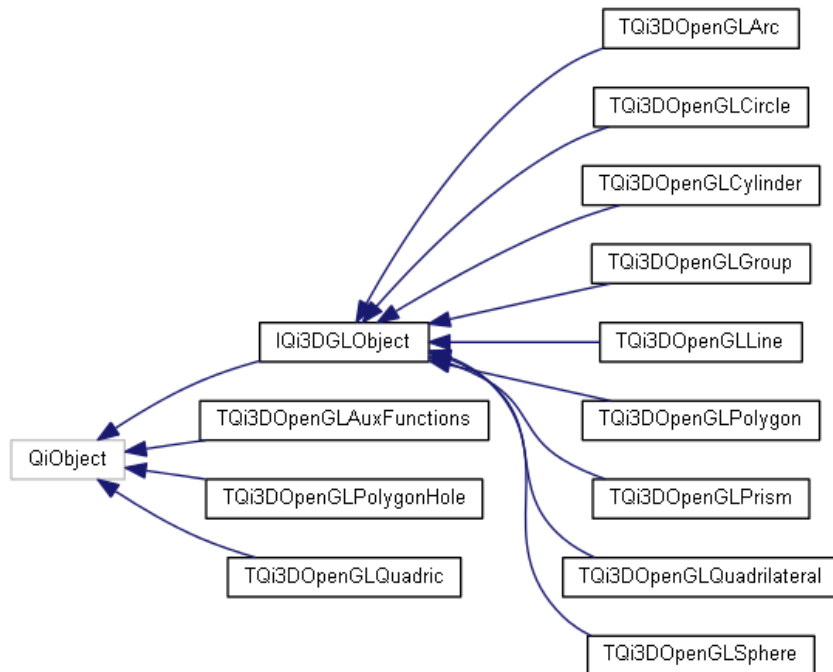 TQi3DOpenGLArc
TQi3DOpenGLCircle
TQi3DOpenGLCylinder
TQi3DOpenGLGroup
IQi3DGLObject
TQi3DOpenGLLine
TQi3DOpenGLAuxFunctions
TQi3DOpenGLPolygon
QiObject
TQi3DOpenGLPolygonHole
TQi3DOpenGLPrism
TQi3DOpenGLQuadric
TQi3DOpenGLQuadrilateral
TQi3DOpenGLSphere